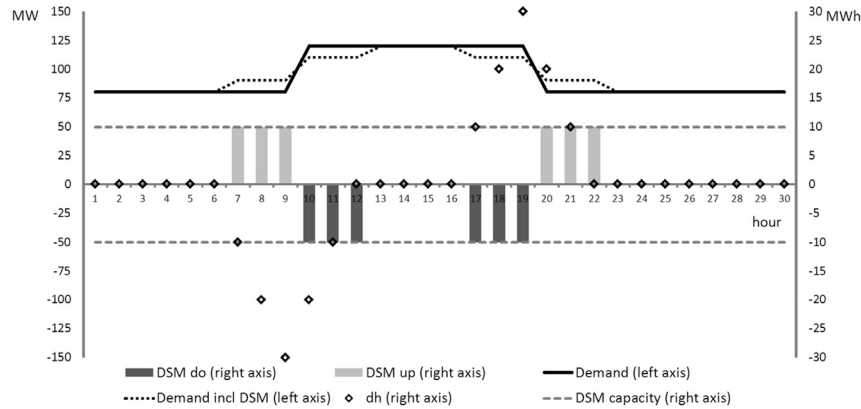 MW
MWh
150 30
125 25
100 20
75 15
50 10
25 5
0 0
1 2 3 4 5 6 7 8 9 10 11 12 13 14 15 16 17 18 19 20 21 22 23 24 25 26 27 28 29 30
-25 -5
hour
-50 -10
-75 -15
-100 -20
-125 -25
-150 -30
DSM do (right axis) DSM up (right axis) Demand (left axis)
Demand incl DSM (left axis) dh (right axis) DSM capacity (right axis)